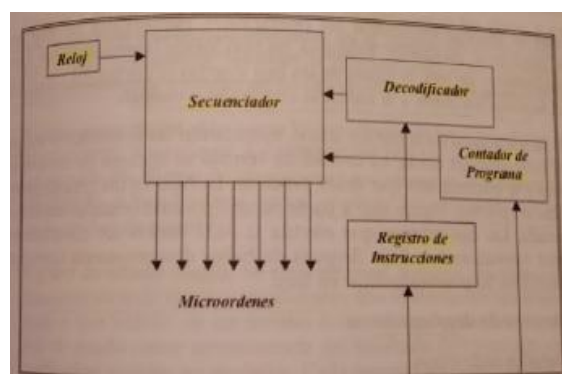 Reloj
Secuenciador
Decodificador
Contador de
Programa
Registro de
Instrucciones
Microordenes